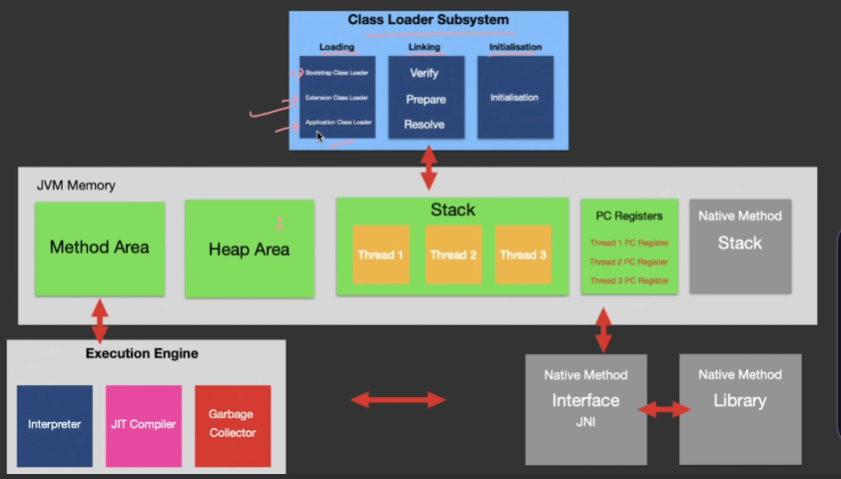 Class Loader Subsystem
Loading
Linking
Initialisation
Bootstrap Class Loader
Extension Class Loader
Application Class Loader
Verify
Prepare
Resolve
Initialisation
JVM Memory
Method Area
Heap Area
Stack
Thread 1
Thread 2
Thread 3
PC Registers
Thread 1 PC Register
Thread 2 PC Register
Thread 3 PC Register
Native Method
Stack
Execution Engine
Interpreter
JIT Compiler
Garbage
Collector
Native Method
Interface
JNI
Native Method
Library